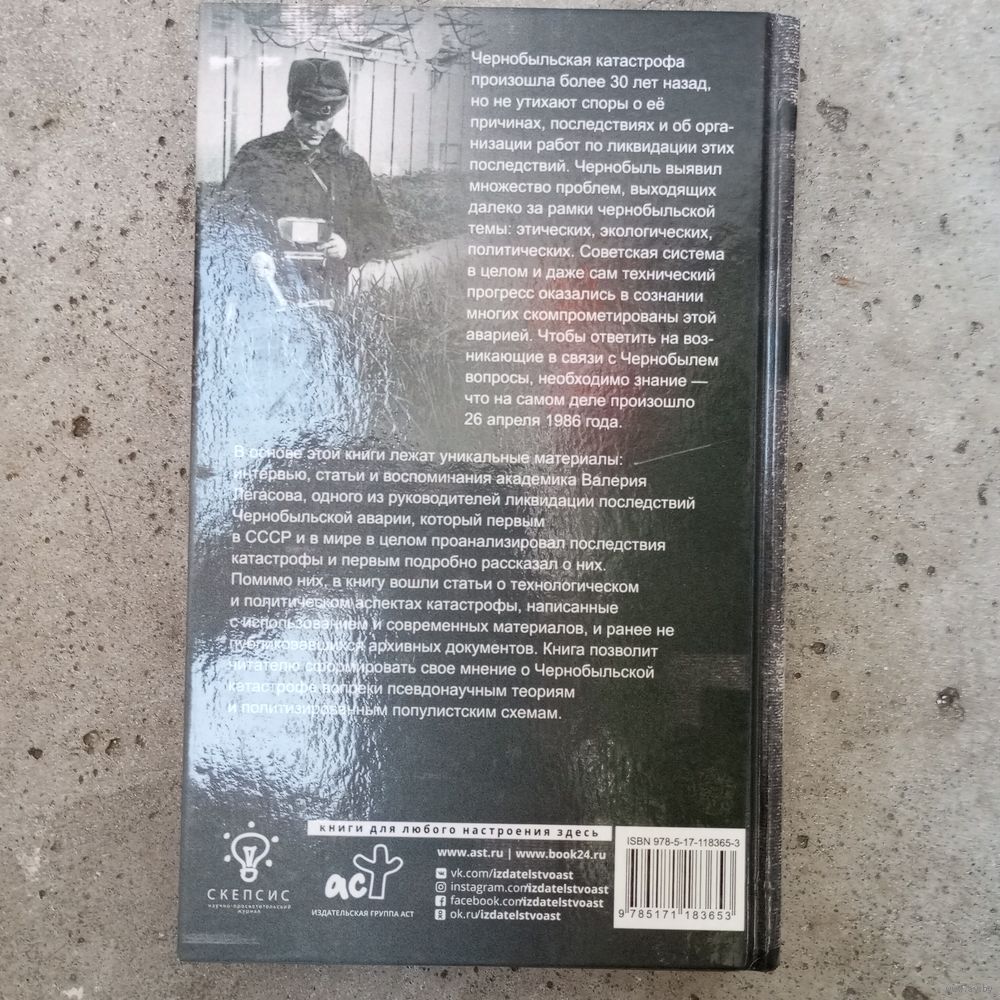 Чернобыльская катастрофа
произошла более 30 лет назад,
но не утихают споры о её
причинах, последствиях и об орга-
низации работ по ликвидации этих
последствий. Чернобыль выявил
множество проблем, выходящих
далеко за рамки чернобыльской
темы: этических, экологических,
политических. Советская система
в целом и даже сам технический
прогресс оказались в сознании
многих скомпрометированы этой
аварией. Чтобы ответить на воз-
никающие в связи с Чернобылем
вопросы, необходимо знание —
что на самом деле произошло
26 апреля 1986 года.
В основе этой книги лежат уникальные материалы:
интервью, статьи и воспоминания академика Валерия
Легасова, одного из руководителей ликвидации последствий
Чернобыльской аварии, который первым
в СССР и в мире в целом проанализировал последствия
катастрофы и первым подробно рассказал о них.
Помимо них, в книгу вошли статьи о технологическом
и политическом аспектах катастрофы, написанные
с использованием и современных материалов, и ранее не
публиковавшихся архивных документов. Книга позволит
читателю сформировать свое мнение о Чернобыльской
катастрофе вопреки псевдонаучным теориям
и политизированным популистским схемам.
СКЕПСИС
научно-просветительский
журнал
книги для любого настроения здесь
аст
ИЗДАТЕЛЬСКАЯ ГРУППА АСТ
www.ast.ru | www.book24.ru
vk.com/izdatelstvoast
instagram.com/izdatelstvoast
facebook.com/izdatelstvoast
ok.ru/izdatelstvoast
ISBN 978-5-17-118365-3
9 785171 183653